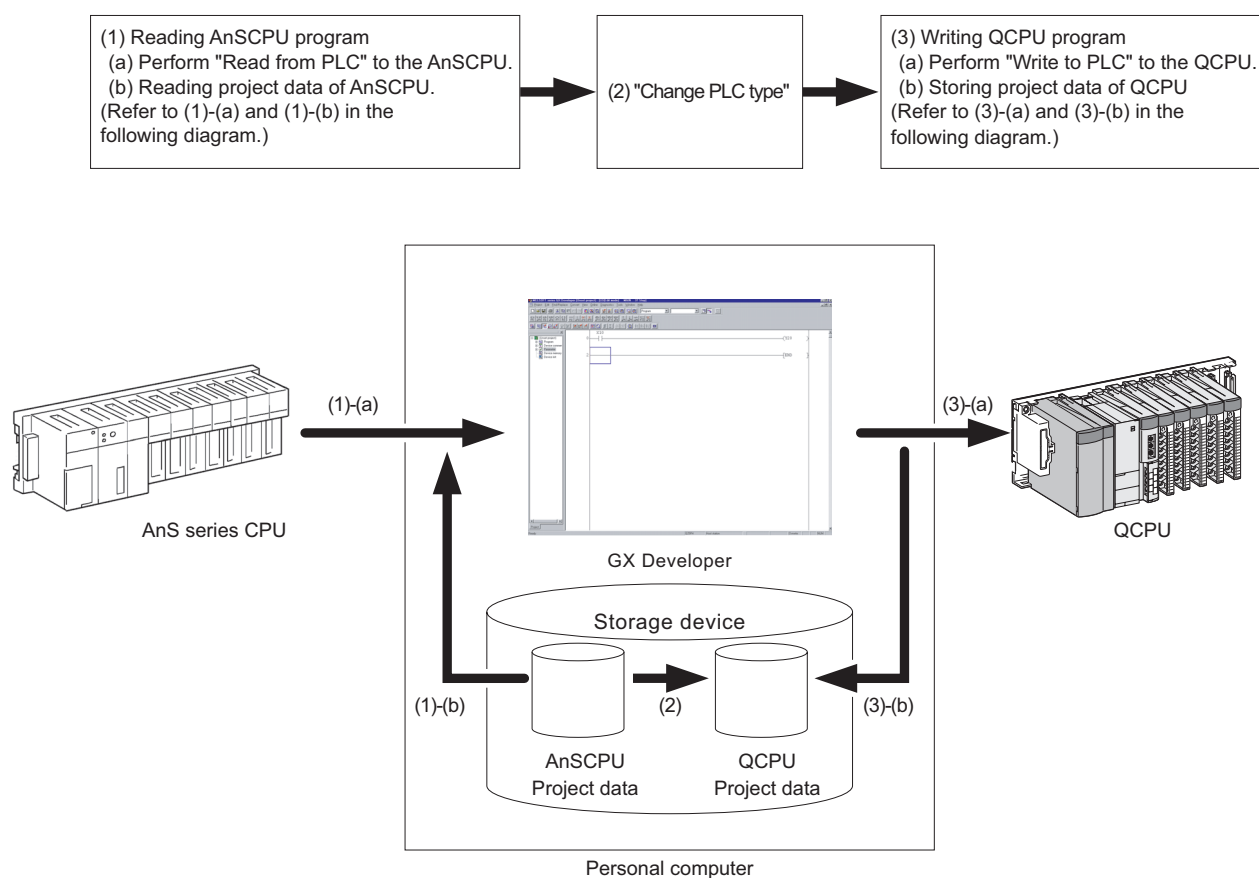 (1) Reading AnSCPU program
(a) Perform "Read from PLC" to the AnSCPU.
(b) Reading project data of AnSCPU.
(Refer to (1)-(a) and (1)-(b) in the
following diagram.)
(2) "Change PLC type"
(3) Writing QCPU program
(a) Perform "Write to PLC" to the QCPU.
(b) Storing project data of QCPU
(Refer to (3)-(a) and (3)-(b) in the
following diagram.)
(1)-(a)
(3)-(a)
AnS series CPU
QCPU
GX Developer
Storage device
(1)-(b)
(2)
(3)-(b)
AnSCPU
Project data
QCPU
Project data
Personal computer